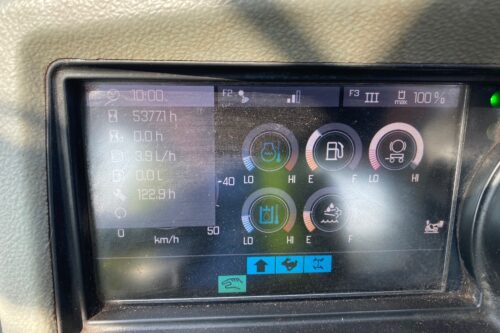 10:00
F2
F3 III max 100%
5377.1 h
0.0 h
3.9 L/h
0.0 L
122.9 h
-40
LO HI E F LO HI
LO HI E F
0 50
km/h